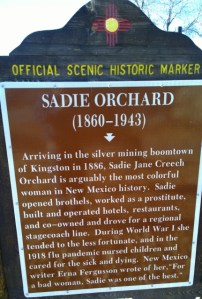 OFFICIAL SCENIC HISTORIC MARKER
SADIE ORCHARD
(1860-1943)
Arriving in the silver mining boomtown
of Kingston in 1886, Sadie Jane Creech
Orchard is arguably the most colorful
woman in New Mexico history. Sadie
opened brothels, worked as a prostitute,
built and operated hotels, restaurants,
and co-owned and drove for a regional
stagecoach line. During World War I she
tended to the less fortunate, and in the
1918 flu pandemic nursed children and
cared for the sick and dying. New Mexico
writer Erna Fergusson wrote of her, "For
a bad woman, Sadie was one of the best."